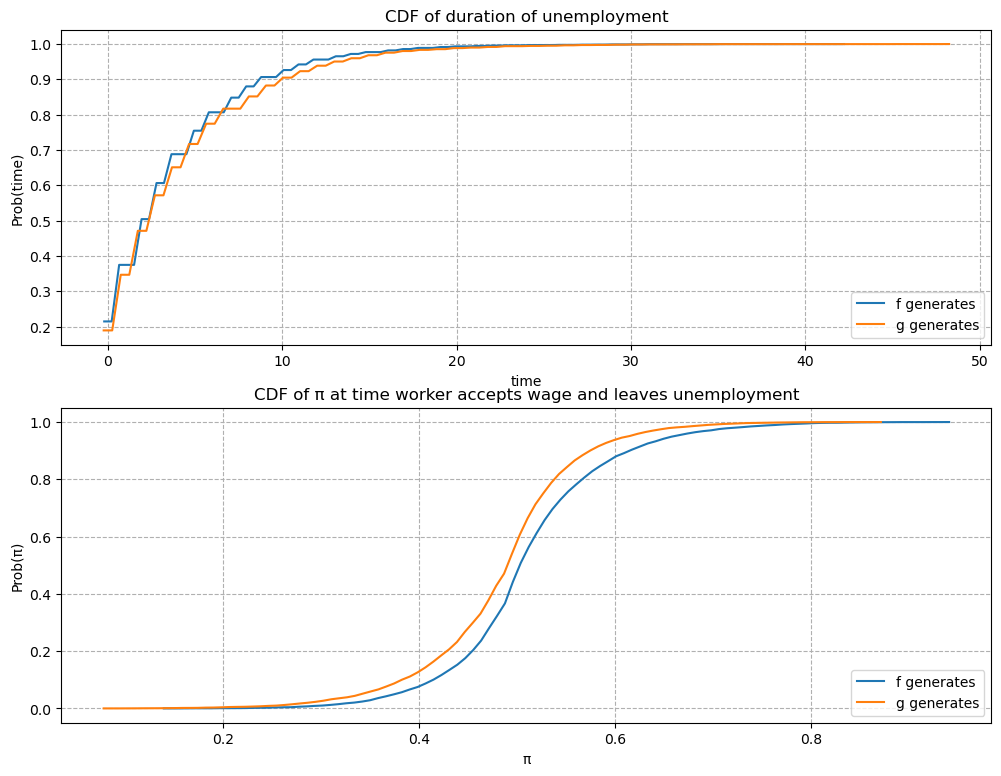 CDF of duration of unemployment
Prob(time)
1.0
0.9
0.8
0.7
0.6
0.5
0.4
0.3
0.2
f generates
g generates
0 10 20 30 40 50
time
CDF of π at time worker accepts wage and leaves unemployment
Prob(π)
1.0
0.8
0.6
0.4
0.2
0.0
f generates
g generates
0.2 0.4 0.6 0.8
π